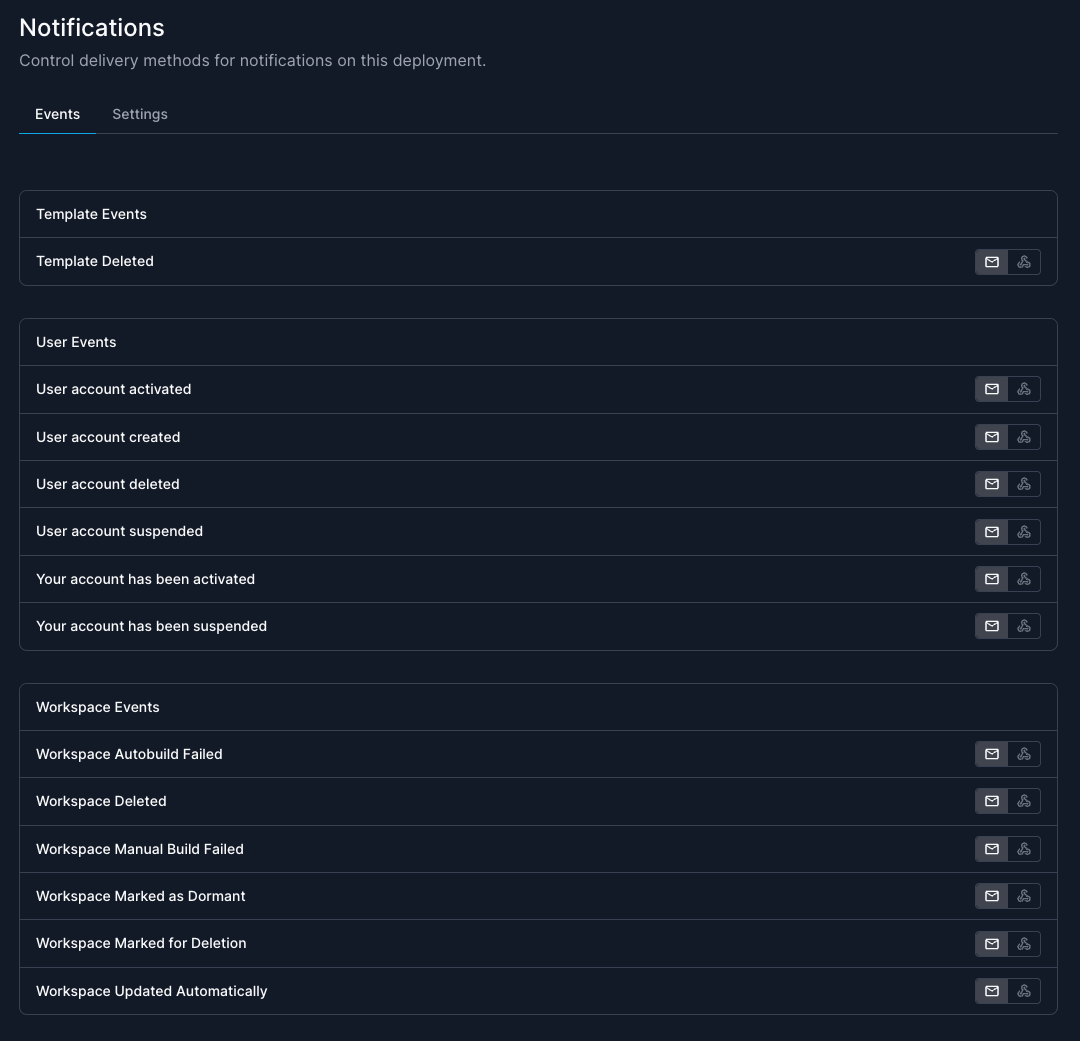 Notifications
Control delivery methods for notifications on this deployment.
Events Settings
Template Events
Template Deleted
User Events
User account activated
User account created
User account deleted
User account suspended
Your account has been activated
Your account has been suspended
Workspace Events
Workspace Autobuild Failed
Workspace Deleted
Workspace Manual Build Failed
Workspace Marked as Dormant
Workspace Marked for Deletion
Workspace Updated Automatically